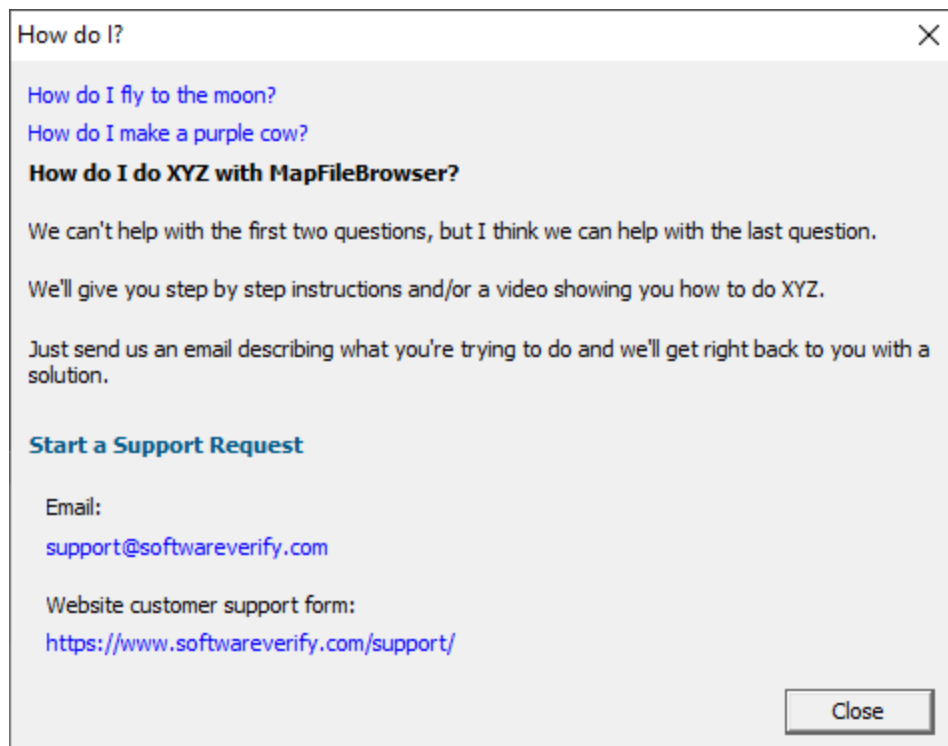 How do I?
How do I fly to the moon?
How do I make a purple cow?
How do I do XYZ with MapFileBrowser?
We can't help with the first two questions, but I think we can help with the last question.
We'll give you step by step instructions and/or a video showing you how to do XYZ.
Just send us an email describing what you're trying to do and we'll get right back to you with a
solution.
Start a Support Request
Email:
support@softwareverify.com
Website customer support form:
https://www.softwareverify.com/support/
Close